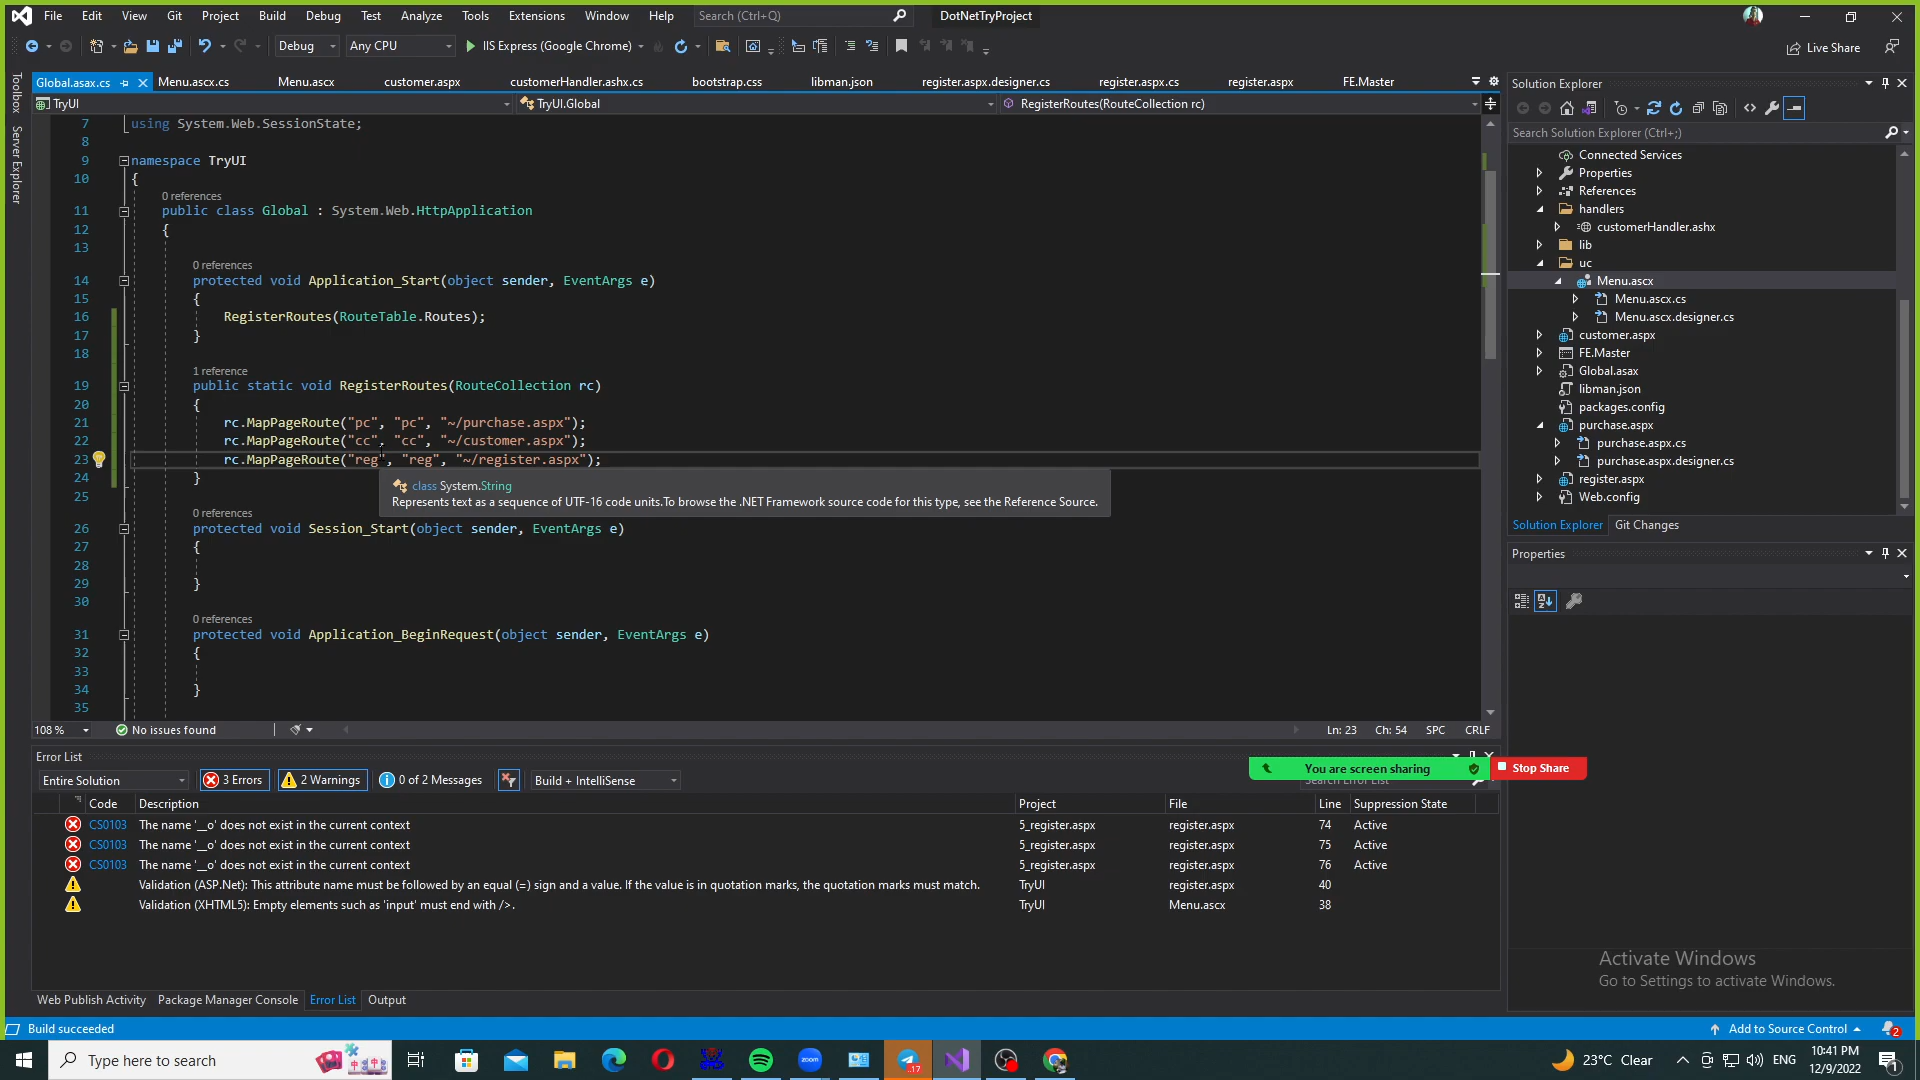 File Edit View Git Project Build Debug Test Analyze Tools Extensions Window Help Search (Ctrl+Q) DotNetTryProject
Debug Any CPU IIS Express (Google Chrome) Live Share
Toolbox
Server Explorer
Global.asax.cs Menu.ascx.cs Menu.ascx customer.aspx customerHandler.ashx.cs bootstrap.css libman.json register.aspx.designer.cs register.aspx.cs register.aspx FE.Master
TryUI TryUI.Global RegisterRoutes(RouteCollection rc)
7 using System.Web.SessionState;
8
9 namespace TryUI
10 {
0 references
11 public class Global : System.Web.HttpApplication
12 {
13
0 references
14 protected void Application_Start(object sender, EventArgs e)
15 {
16 RegisterRoutes(RouteTable.Routes);
17 }
18
1 reference
19 public static void RegisterRoutes(RouteCollection rc)
20 {
21 rc.MapPageRoute("pc", "pc", "~/purchase.aspx");
22 rc.MapPageRoute("cc", "cc", "~/customer.aspx");
23 rc.MapPageRoute("reg", "reg", "~/register.aspx");
24 }
class System.String
Represents text as a sequence of UTF-16 code units.To browse the .NET Framework source code for this type, see the Reference Source.
25
0 references
26 protected void Session_Start(object sender, EventArgs e)
27 {
28
29 }
30
0 references
31 protected void Application_BeginRequest(object sender, EventArgs e)
32 {
33
34 }
35
108 % No issues found Ln: 23 Ch: 54 SPC CRLF
Solution Explorer
Search Solution Explorer (Ctrl+;)
Connected Services
Properties
References
handlers
customerHandler.ashx
lib
uc
Menu.ascx
Menu.ascx.cs
Menu.ascx.designer.cs
customer.aspx
FE.Master
Global.asax
libman.json
packages.config
purchase.aspx
purchase.aspx.cs
purchase.aspx.designer.cs
register.aspx
Web.config
Solution Explorer Git Changes
Properties
Error List
You are screen sharing Stop Share
Entire Solution 3 Errors 2 Warnings 0 of 2 Messages Build + IntelliSense Search Error List
Code Description Project File Line Suppression State
CS0103 The name '__o' does not exist in the current context 5_register.aspx register.aspx 74 Active
CS0103 The name '__o' does not exist in the current context 5_register.aspx register.aspx 75 Active
CS0103 The name '__o' does not exist in the current context 5_register.aspx register.aspx 76 Active
Validation (ASP.Net): This attribute name must be followed by an equal (=) sign and a value. If the value is in quotation marks, the quotation marks must match. TryUI register.aspx 40
Validation (XHTML5): Empty elements such as 'input' must end with />. TryUI Menu.ascx 38
Activate Windows
Go to Settings to activate Windows.
Web Publish Activity Package Manager Console Error List Output
Build succeeded Add to Source Control 2
Type here to search zoom 17 23°C Clear ENG 10:41 PM
12/9/2022 1